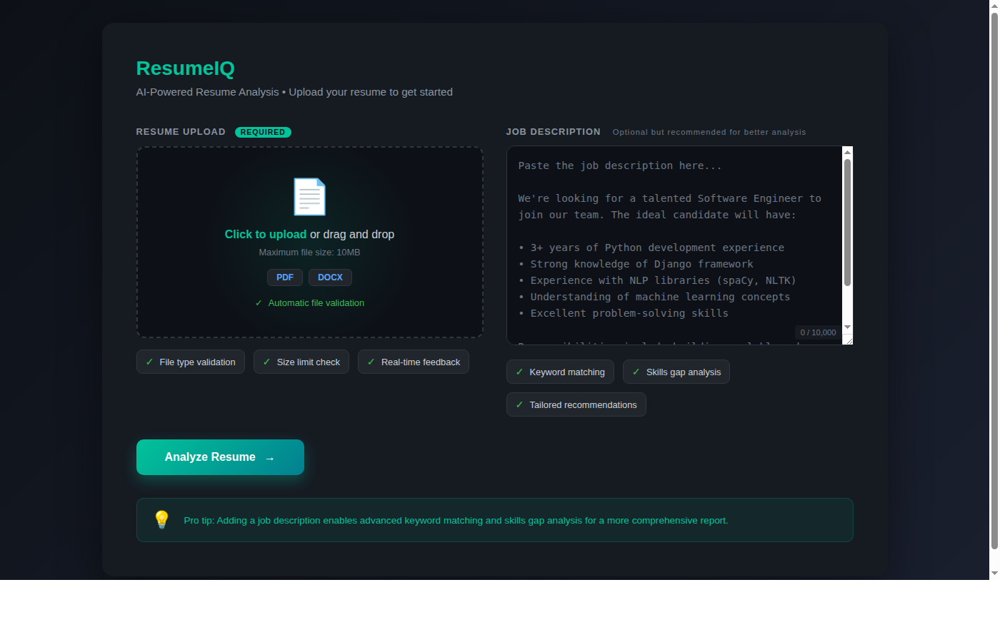 ResumeIQ
AI-Powered Resume Analysis • Upload your resume to get started
RESUME UPLOAD REQUIRED
Click to upload or drag and drop
Maximum file size: 10MB
PDF DOCX
✓ Automatic file validation
✓ File type validation ✓ Size limit check ✓ Real-time feedback
JOB DESCRIPTION Optional but recommended for better analysis
Paste the job description here...
We're looking for a talented Software Engineer to
join our team. The ideal candidate will have:
• 3+ years of Python development experience
• Strong knowledge of Django framework
• Experience with NLP libraries (spaCy, NLTK)
• Understanding of machine learning concepts
• Excellent problem-solving skills
0 / 10,000
✓ Keyword matching ✓ Skills gap analysis
✓ Tailored recommendations
Analyze Resume →
Pro tip: Adding a job description enables advanced keyword matching and skills gap analysis for a more comprehensive report.